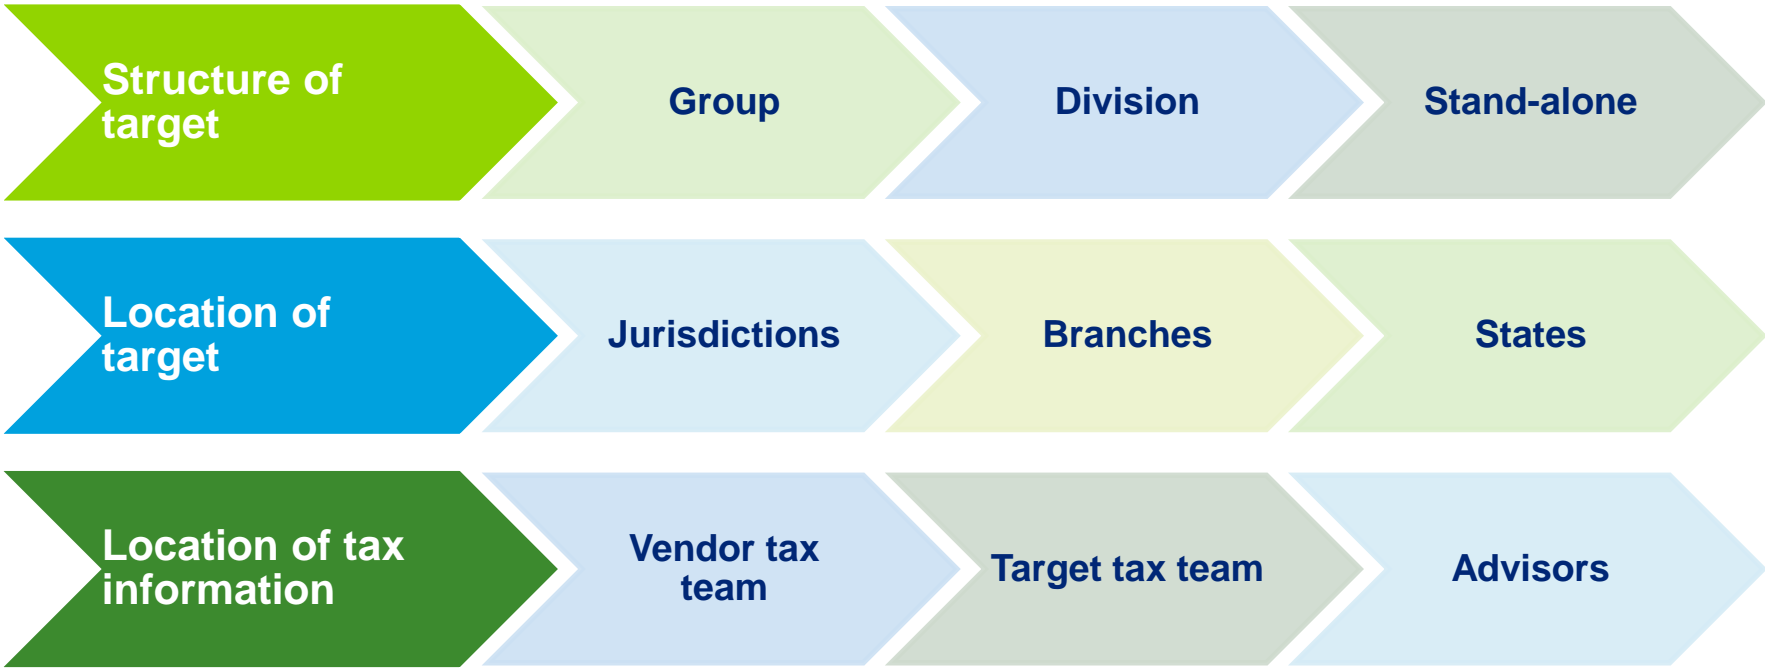 Structure of
target
Group
Division
Stand-alone
Location of
target
Jurisdictions
Branches
States
Location of tax
information
Vendor tax
team
Target tax team
Advisors